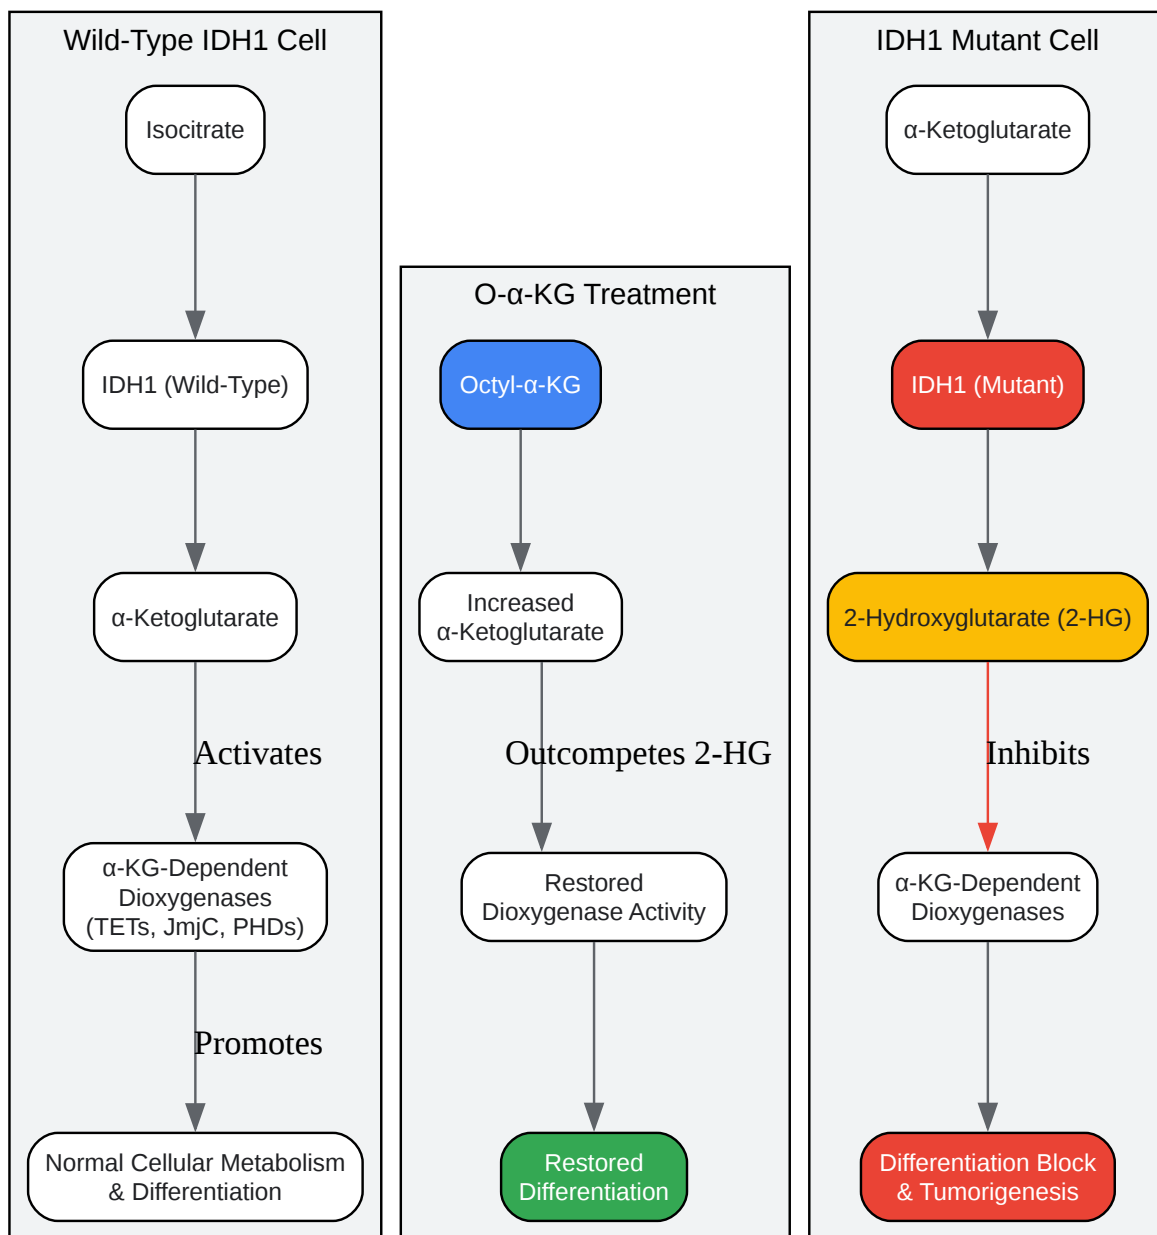 Wild-Type IDH1 Cell
Isocitrate
IDH1 (Wild-Type)
α-Ketoglutarate
Activates
α-KG-Dependent
Dioxygenases
(TETs, JmjC, PHDs)
Promotes
Normal Cellular Metabolism
& Differentiation
O-α-KG Treatment
Octyl-α-KG
Increased
α-Ketoglutarate
Outcompetes 2-HG
Restored
Dioxygenase Activity
Restored
Differentiation
IDH1 Mutant Cell
α-Ketoglutarate
IDH1 (Mutant)
2-Hydroxyglutarate (2-HG)
Inhibits
α-KG-Dependent
Dioxygenases
Differentiation Block
& Tumorigenesis